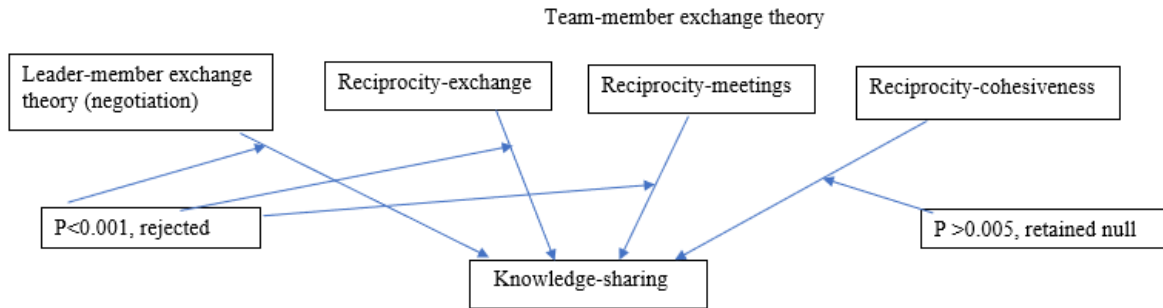 Team-member exchange theory
Leader-member exchange
theory (negotiation)
Reciprocity-exchange
Reciprocity-meetings
Reciprocity-cohesiveness
P<0.001, rejected
P >0.005, retained null
Knowledge-sharing